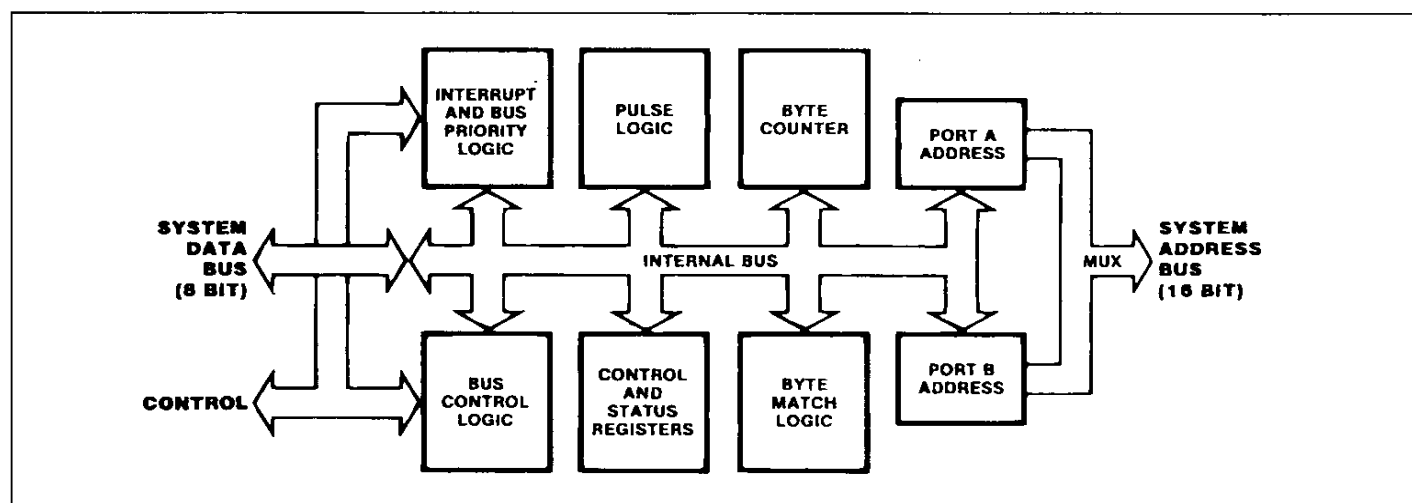 INTERRUPT
AND BUS
PRIORITY
LOGIC
PULSE
LOGIC
BYTE
COUNTER
PORT A
ADDRESS
SYSTEM
DATA
BUS
(8 BIT)
INTERNAL BUS
MUX
SYSTEM
ADDRESS
BUS
(16 BIT)
CONTROL
BUS
CONTROL
LOGIC
CONTROL
AND
STATUS
REGISTERS
BYTE
MATCH
LOGIC
PORT B
ADDRESS